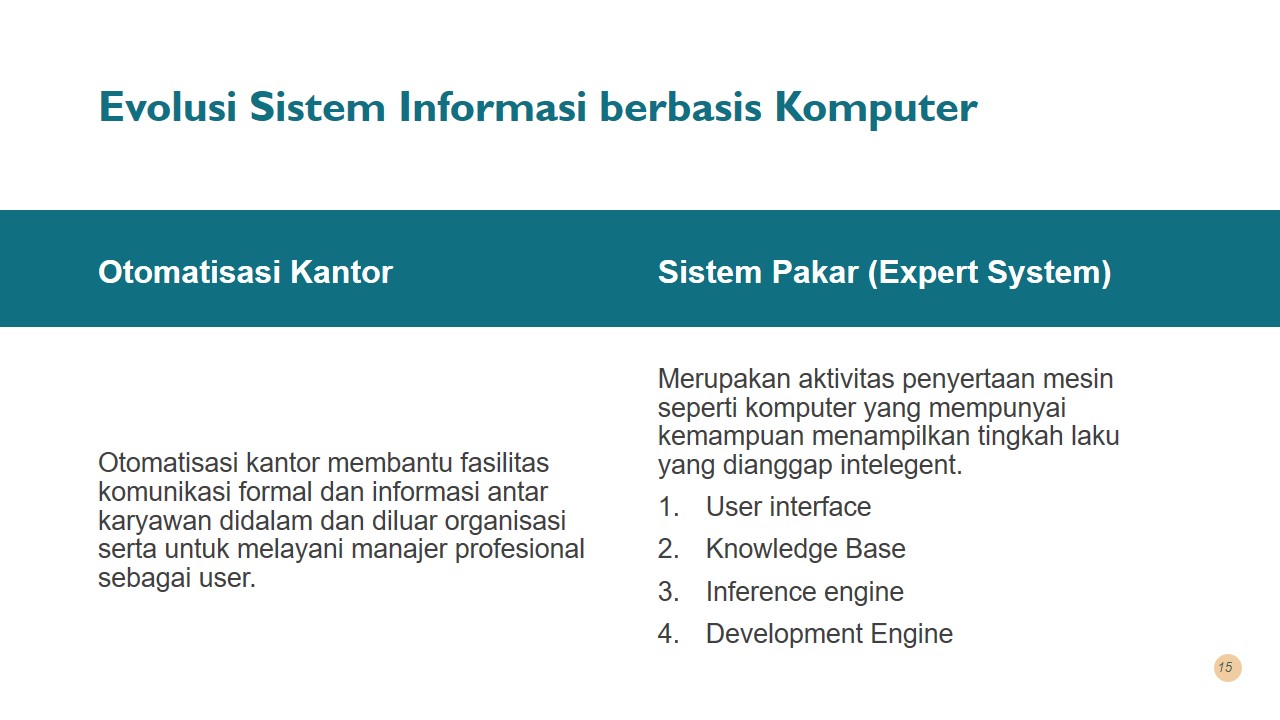 Evolusi Sistem Informasi berbasis Komputer
Otomatisasi Kantor
Sistem Pakar (Expert System)
Otomatisasi kantor membantu fasilitas
komunikasi formal dan informasi antar
karyawan didalam dan diluar organisasi
serta untuk melayani manajer profesional
sebagai user.
Merupakan aktivitas penyertaan mesin
seperti komputer yang mempunyai
kemampuan menampilkan tingkah laku
yang dianggap intelegent.
1. User interface
2. Knowledge Base
3. Inference engine
4. Development Engine
15